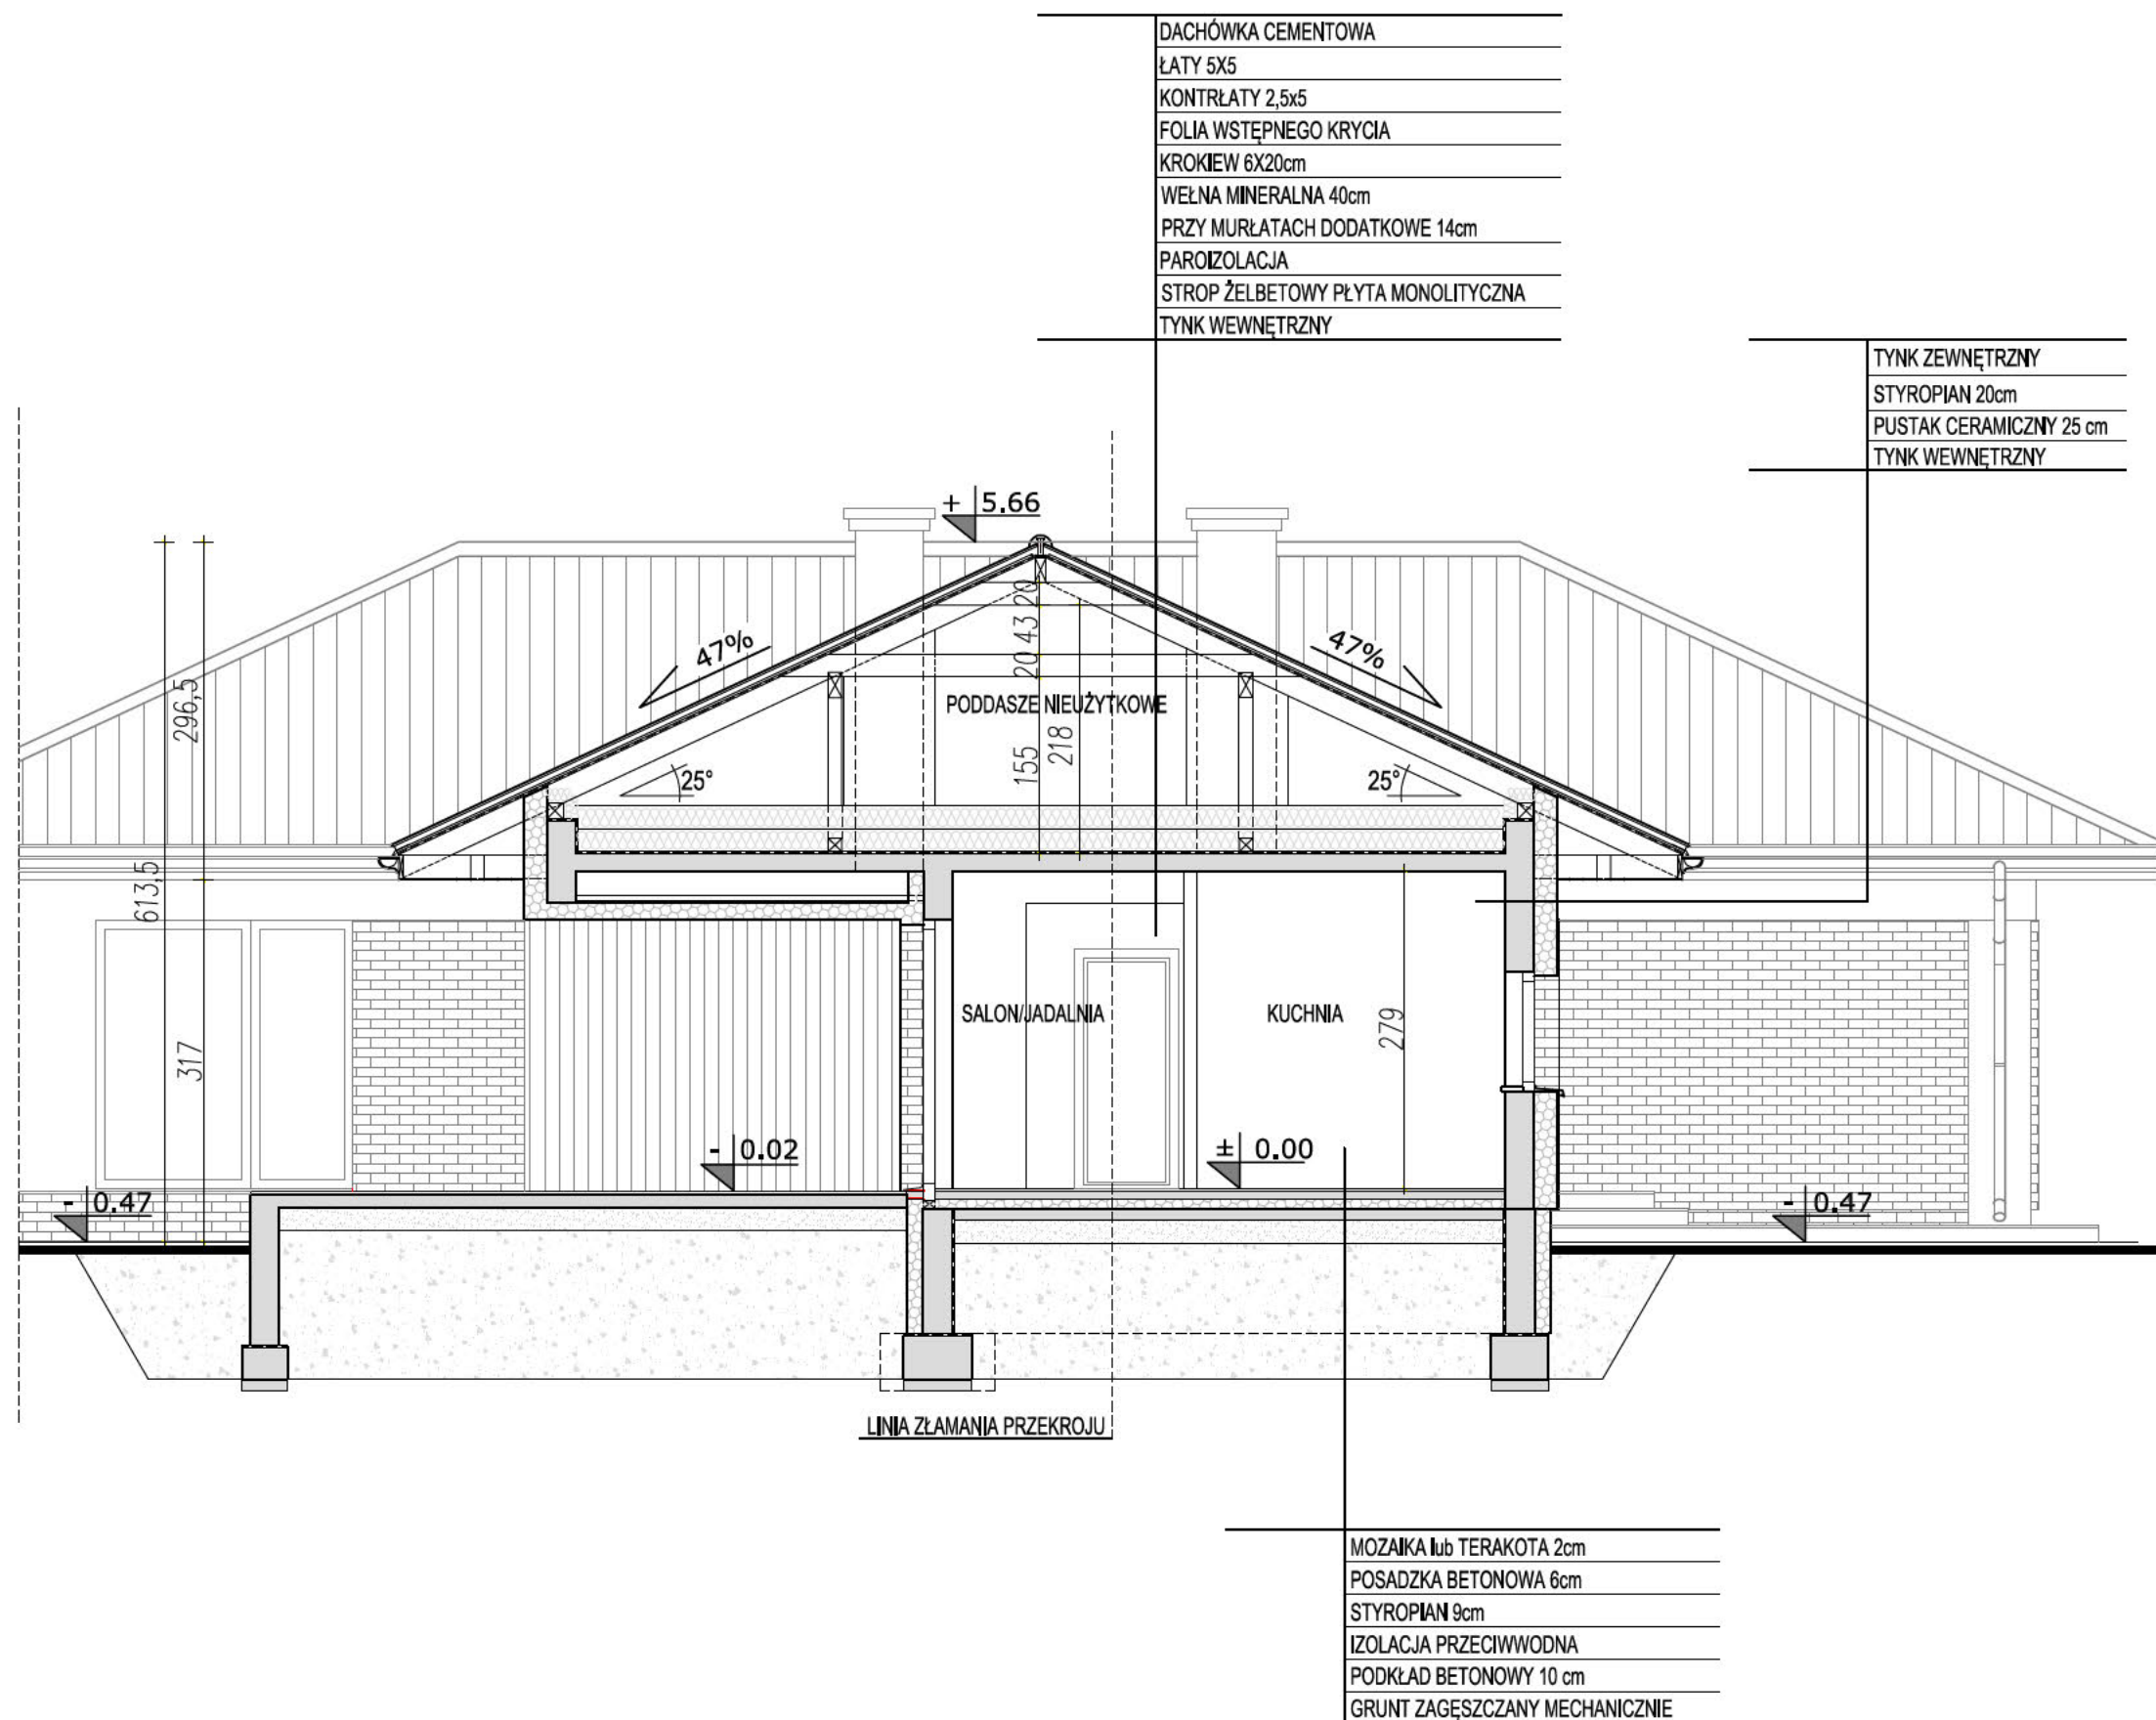 DACHÓWKA CEMENTOWA
ŁATY 5X5
KONTRŁATY 2,5x5
FOLIA WSTĘPNEGO KRYCIA
KROKIEW 6X20cm
WEŁNA MINERALNA 40cm
PRZY MURŁATACH DODATKOWE 14cm
PAROIZOLACJA
STROP ŻELBETOWY PŁYTA MONOLITYCZNA
TYNK WEWNĘTRZNY
TYNK ZEWNĘTRZNY
STYROPIAN 20cm
PUSTAK CERAMICZNY 25 cm
TYNK WEWNĘTRZNY
+ 5.66
47%
47%
20
43
20
155
218
PODDASZE NIEUŻYTKOWE
25°
25°
296,5
613,5
317
SALON/JADALNIA
KUCHNIA
279
- 0.02
± 0.00
- 0.47
- 0.47
LINIA ZŁAMANIA PRZEKROJU
MOZAIKA lub TERAKOTA 2cm
POSADZKA BETONOWA 6cm
STYROPIAN 9cm
IZOLACJA PRZECIWWODNA
PODKŁAD BETONOWY 10 cm
GRUNT ZAGĘSZCZANY MECHANICZNIE